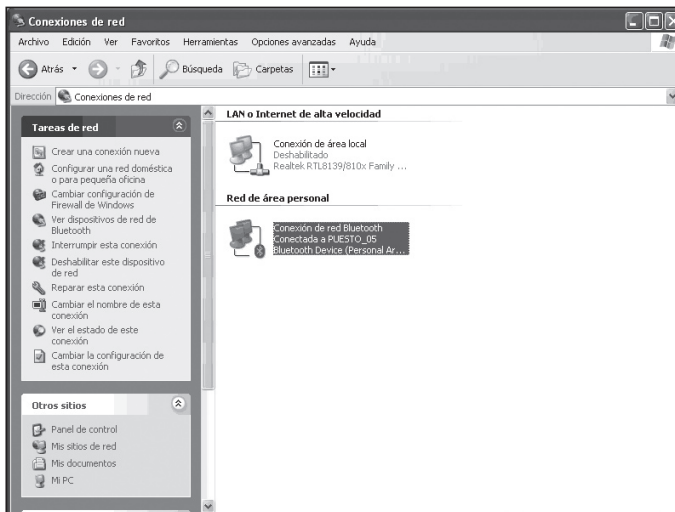 Conexiones de red
Archivo Edición Ver Favoritos Herramientas Opciones avanzadas Ayuda
Atrás Búsqueda Carpetas
Dirección Conexiones de red
Tareas de red
Crear una conexión nueva
Configurar una red doméstica
o para pequeña oficina
Cambiar configuración de
Firewall de Windows
Ver dispositivos de red de
Bluetooth
Interrumpir esta conexión
Deshabilitar este dispositivo
de red
Reparar esta conexión
Cambiar el nombre de esta
conexión
Ver el estado de este
conexión
Cambiar la configuración de
esta conexión
Otros sitios
Panel de control
Mis sitios de red
Mis documentos
Mi PC
LAN o Internet de alta velocidad
Conexión de área local
Deshabilitado
Realtek RTL8139/810x Family ...
Red de área personal
Conexión de red Bluetooth
Conectada a PUESTO_05
Bluetooth Device (Personal Ar...